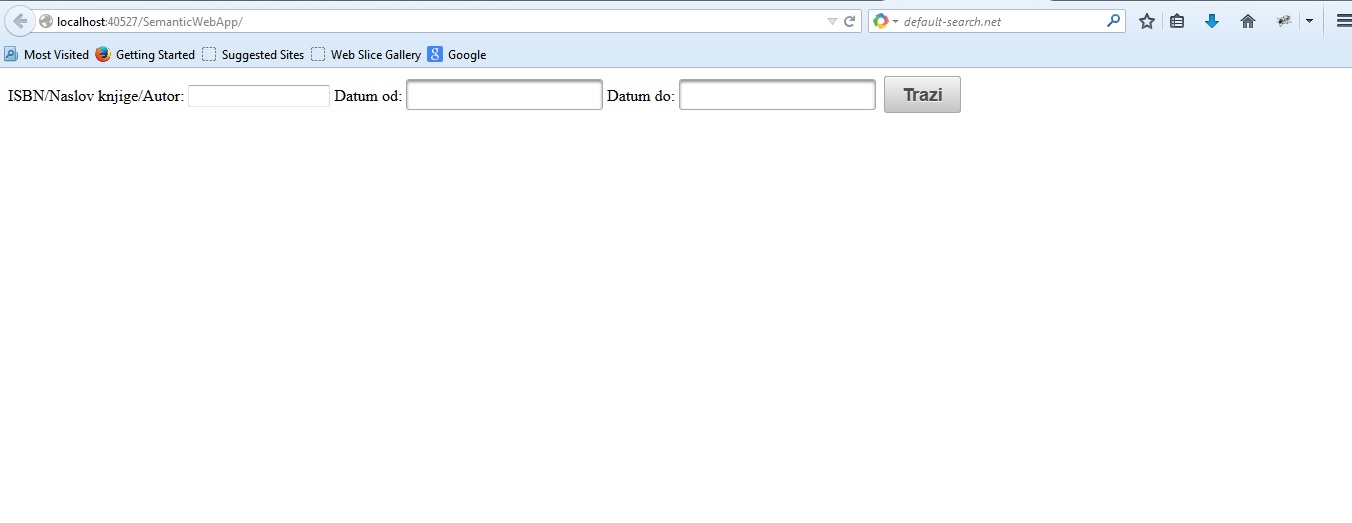 localhost:40527/SemanticWebApp/ default-search.net
Most Visited Getting Started Suggested Sites Web Slice Gallery 8 Google
ISBN/Naslov knjige/Autor: Datum od: Datum do: Trazi